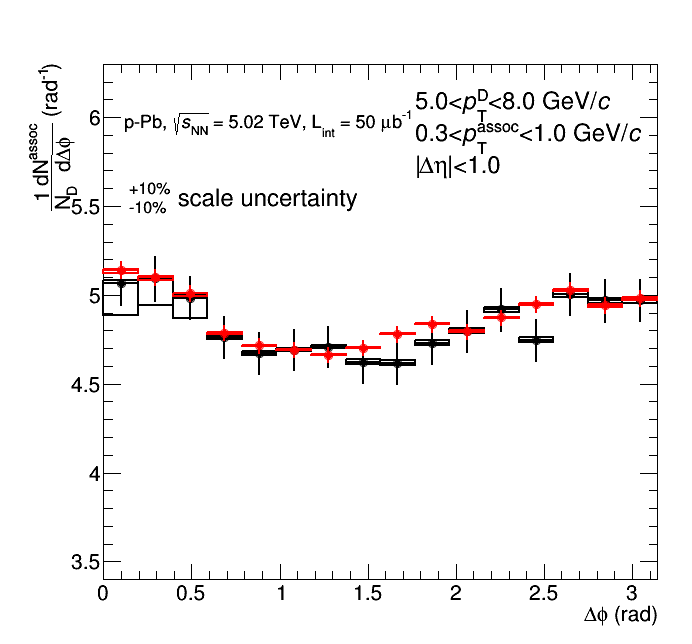 1 dN^assoc / N_D dΔϕ (rad^-1)
p-Pb, √s_NN = 5.02 TeV, L_int = 50 μb^-1
5.0<p_T^D<8.0 GeV/c
0.3<p_T^assoc<1.0 GeV/c
|Δη|<1.0
+10%
-10% scale uncertainty
6
5.5
5
4.5
4
3.5
0 0.5 1 1.5 2 2.5 3
Δϕ (rad)